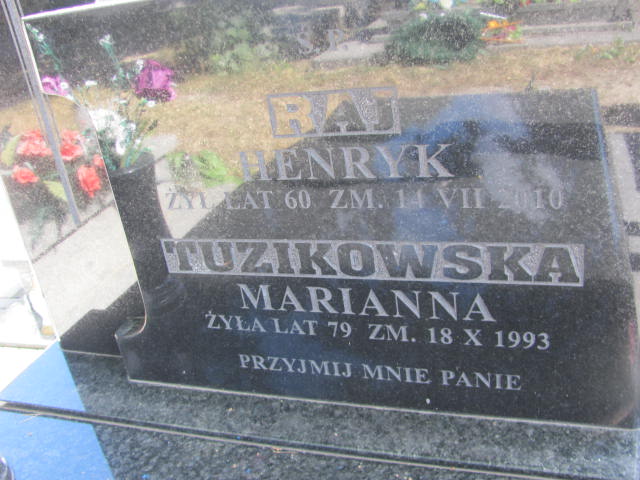 RAJ
HENRYK
ŻYŁ LAT 60 ZM. 14 VII 2010
TUZIKOWSKA
MARIANNA
ŻYŁA LAT 79 ZM. 18 X 1993
PRZYJMIJ MNIE PANIE